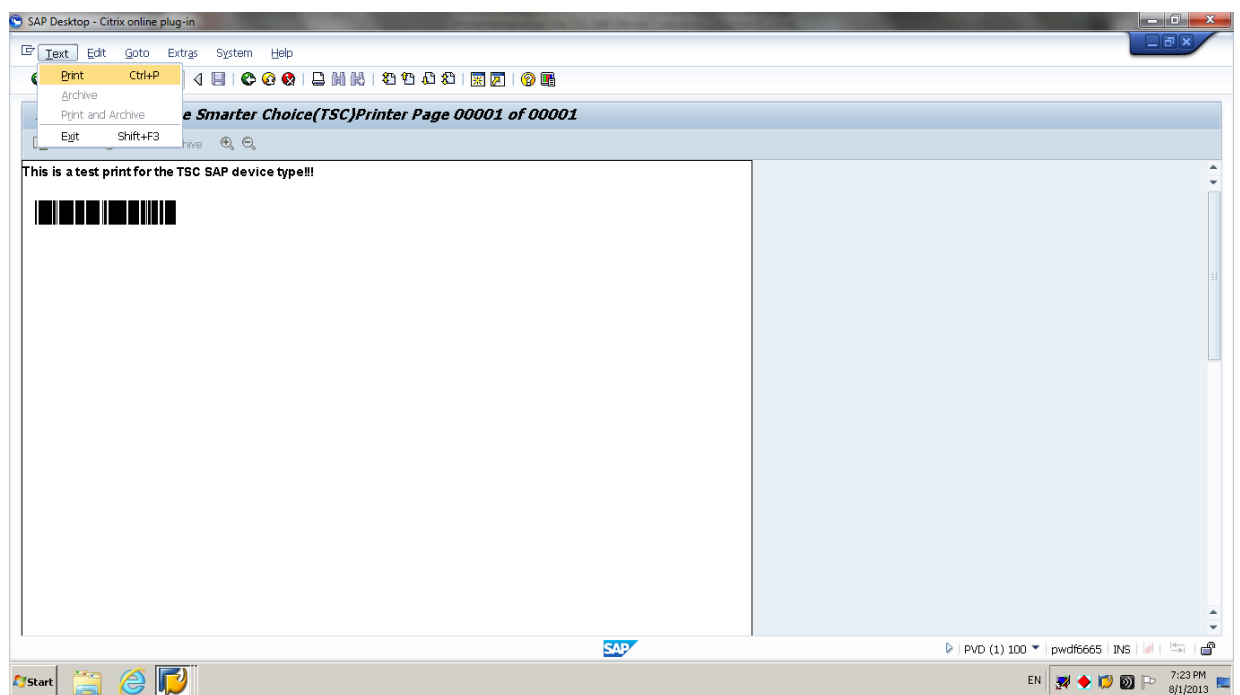 SAP Desktop - Citrix online plug-in
Text Edit Goto Extras System Help
Print Ctrl+P
Archive
Print and Archive
e Smarter Choice(TSC)Printer Page 00001 of 00001
Exit Shift+F3
hive
This is a test print for the TSC SAP device type!!!
SAP
PVD (1) 100 pwdf6665 INS
Start
EN
7:23 PM
8/1/2013